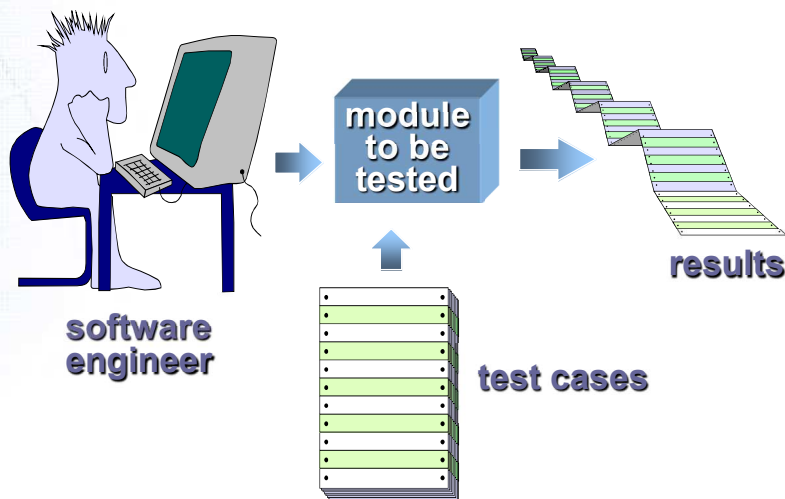 module
to be
tested
results
software
engineer
test cases